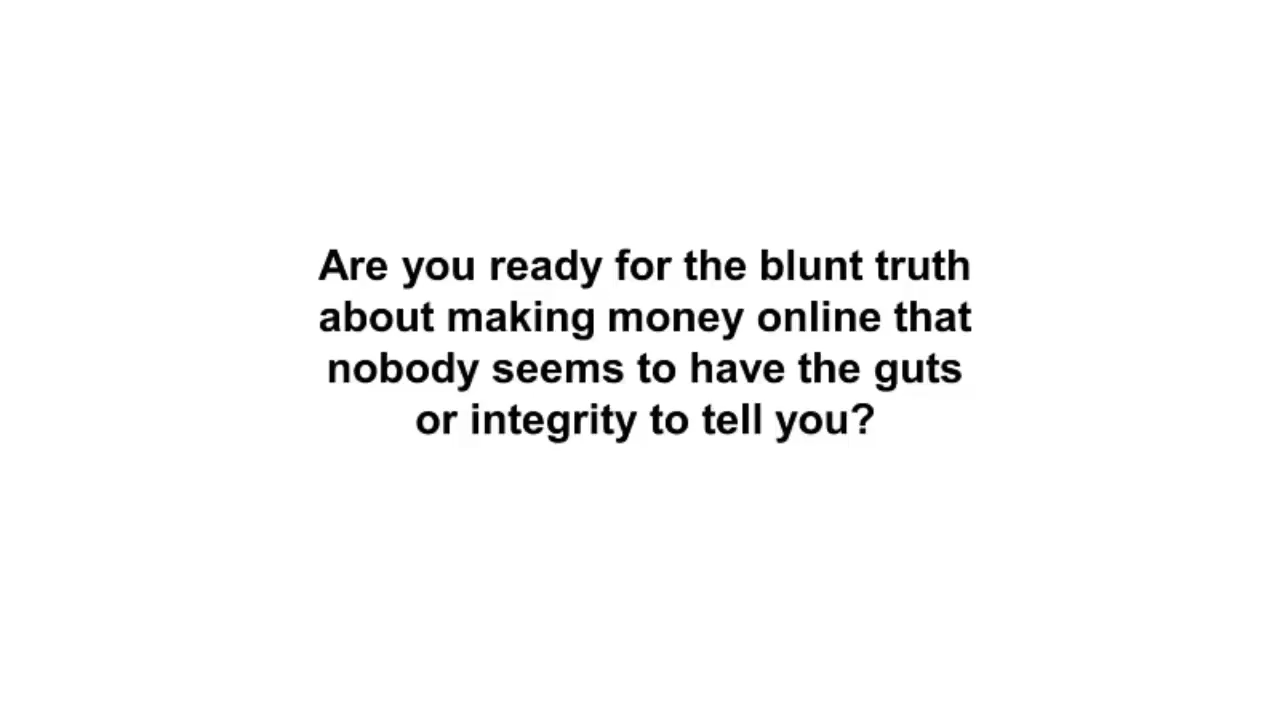 Are you ready for the blunt truth
about making money online that
nobody seems to have the guts
or integrity to tell you?